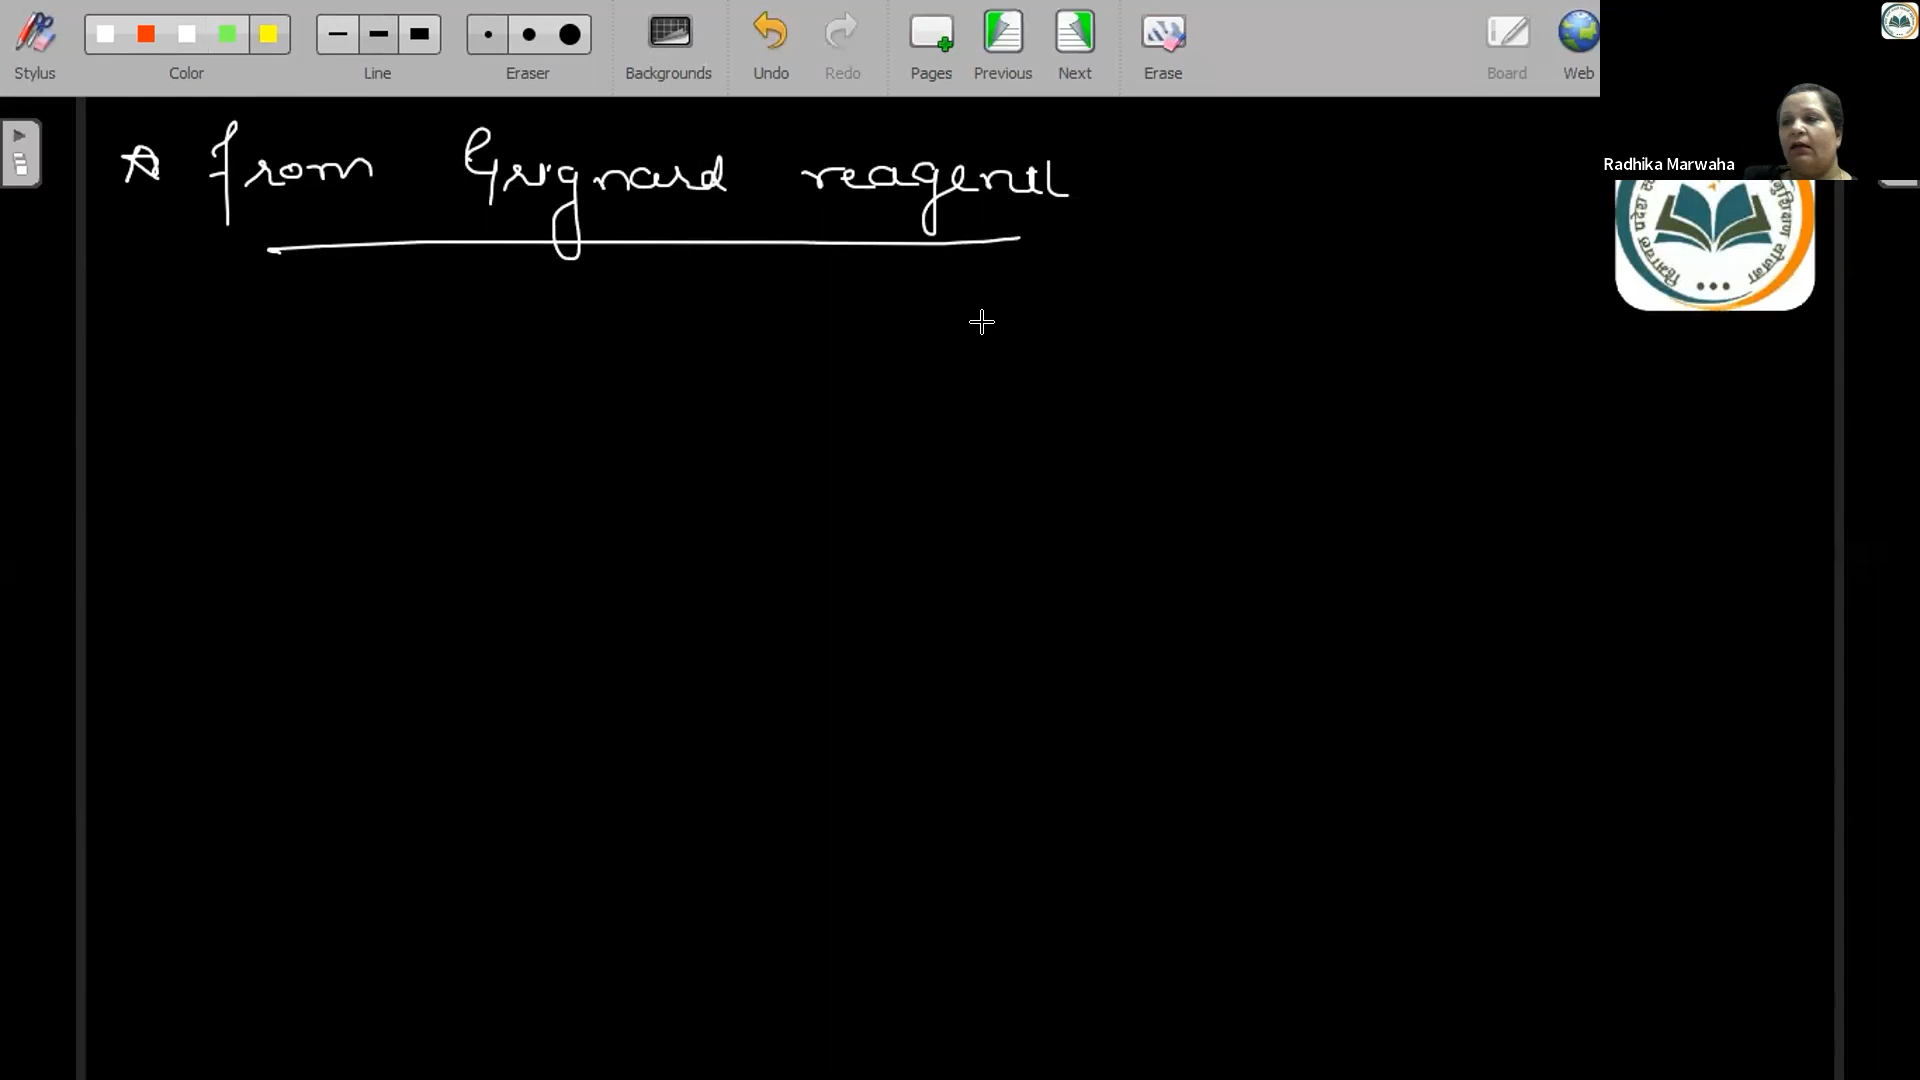 Stylus
Color
Line
Eraser
Backgrounds
Undo
Redo
Pages
Previous
Next
Erase
Board
Web
Radhika Marwaha
☆ From Grignard reagent